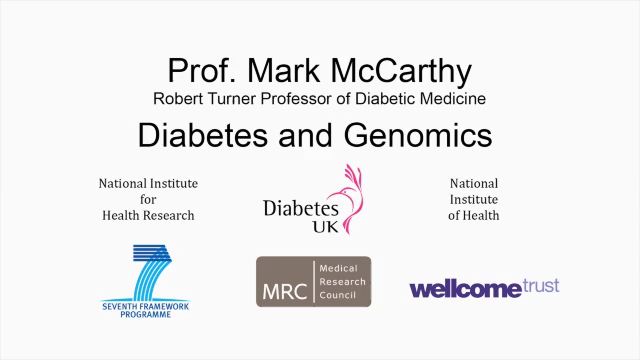 Prof. Mark McCarthy
Robert Turner Professor of Diabetic Medicine
Diabetes and Genomics
National Institute
for
Health Research
Diabetes
UK
National
Institute
of Health
7
SEVENTH FRAMEWORK
PROGRAMME
MRC
Medical
Research
Council
wellcometrust